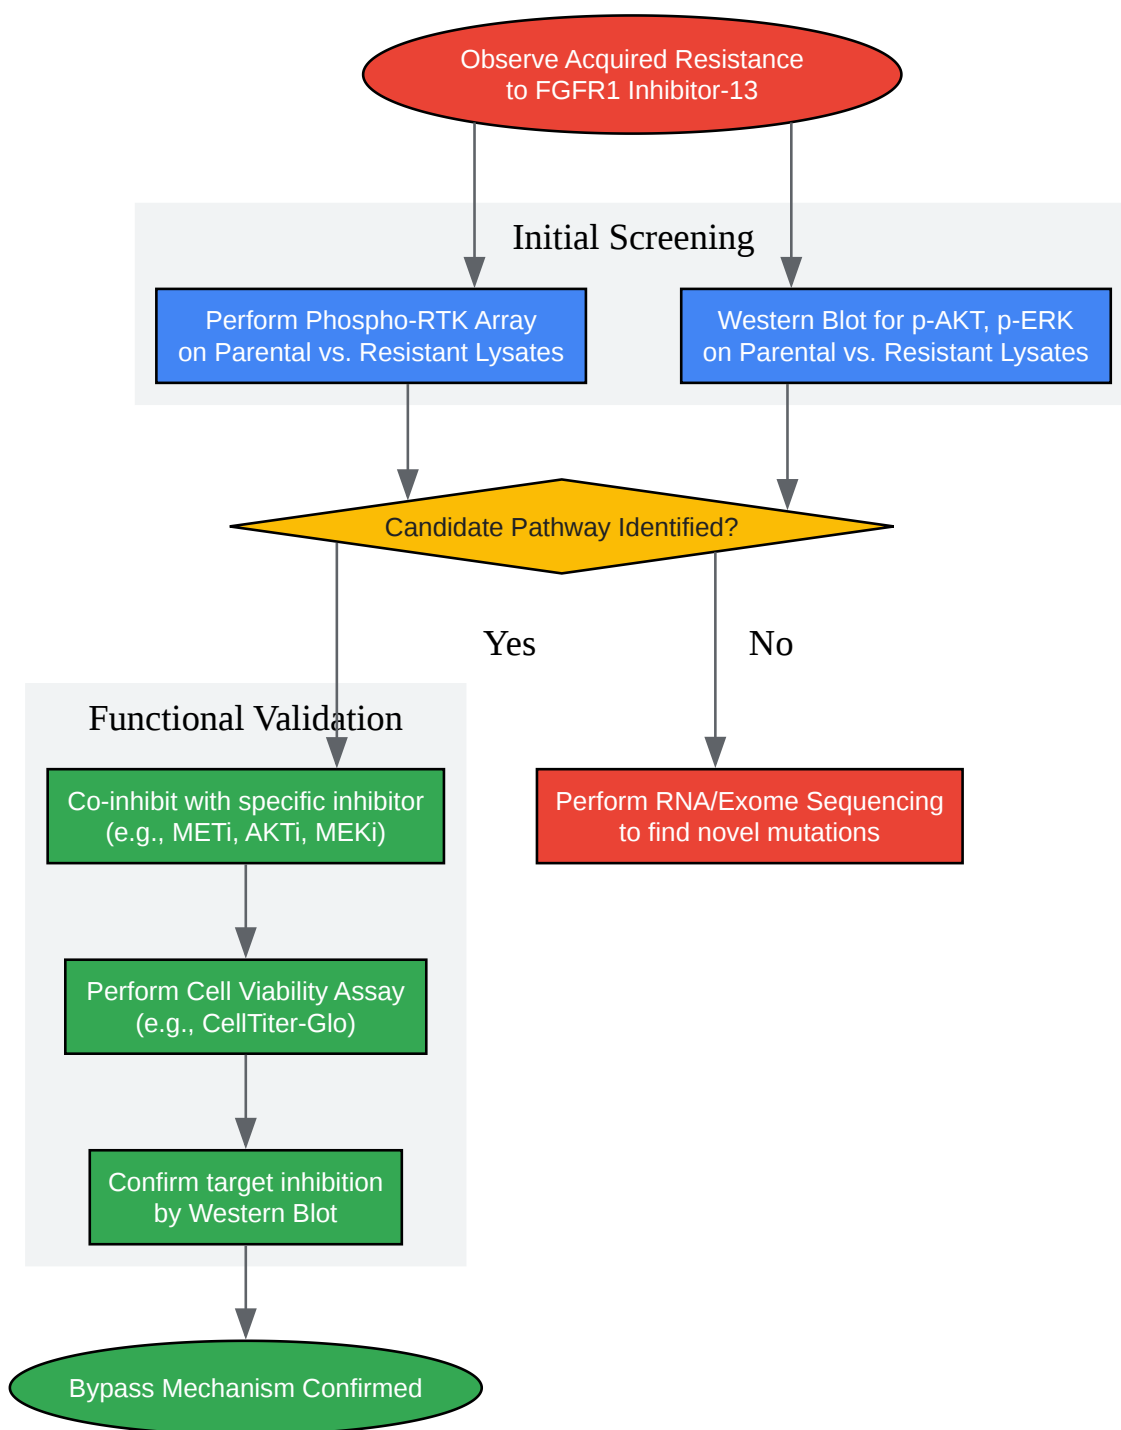 Observe Acquired Resistance
to FGFR1 Inhibitor-13
Initial Screening
Perform Phospho-RTK Array
on Parental vs. Resistant Lysates
Western Blot for p-AKT, p-ERK
on Parental vs. Resistant Lysates
Candidate Pathway Identified?
Yes
No
Functional Validation
Co-inhibit with specific inhibitor
(e.g., METi, AKTi, MEKi)
Perform RNA/Exome Sequencing
to find novel mutations
Perform Cell Viability Assay
(e.g., CellTiter-Glo)
Confirm target inhibition
by Western Blot
Bypass Mechanism Confirmed